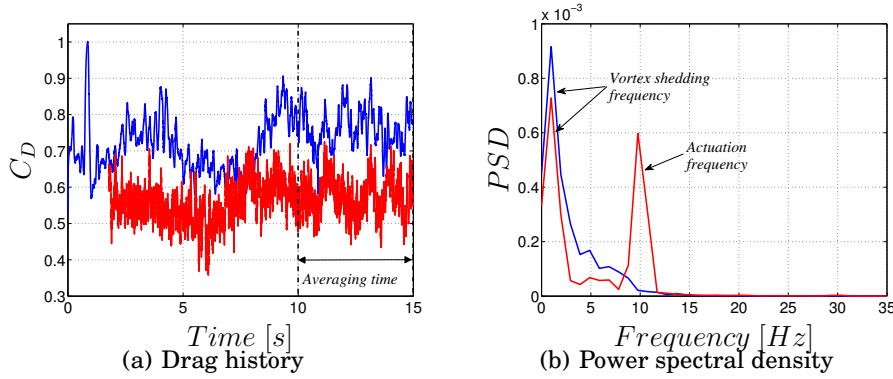 1
0.9
0.8
0.7
0.6
0.5
0.4
0.3
0
5
10
15
C_D
Time [s]
Averaging time
(a) Drag history
1 x 10^-3
0.8
0.6
0.4
0.2
0
0
5
10
15
20
25
30
35
PSD
Frequency [Hz]
Vortex shedding
frequency
Actuation
frequency
(b) Power spectral density